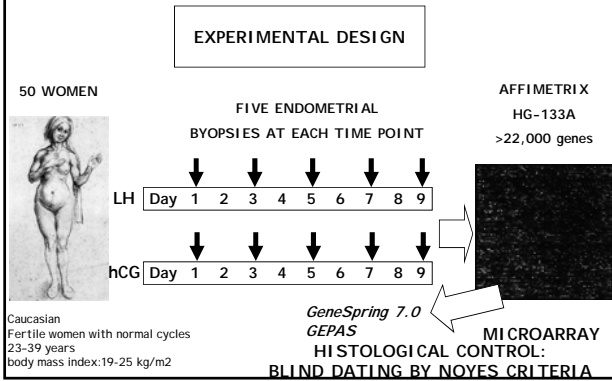 EXPERIMENTAL DESIGN
50 WOMEN
FIVE ENDOMETRIAL
BYOPSIES AT EACH TIME POINT
AFFIMETRIX
HG-133A
>22,000 genes
LH Day 1 2 3 4 5 6 7 8 9
hCG Day 1 2 3 4 5 6 7 8 9
Caucasian
Fertile women with normal cycles
23-39 years
body mass index:19-25 kg/m2
GeneSpring 7.0
GEPAS
MICROARRAY
HISTOLOGICAL CONTROL:
BLIND DATING BY NOYES CRITERIA